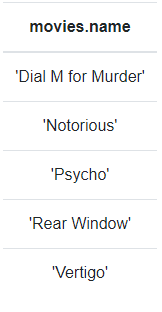 movies.name
'Dial M for Murder'
'Notorious'
'Psycho'
'Rear Window'
'Vertigo'